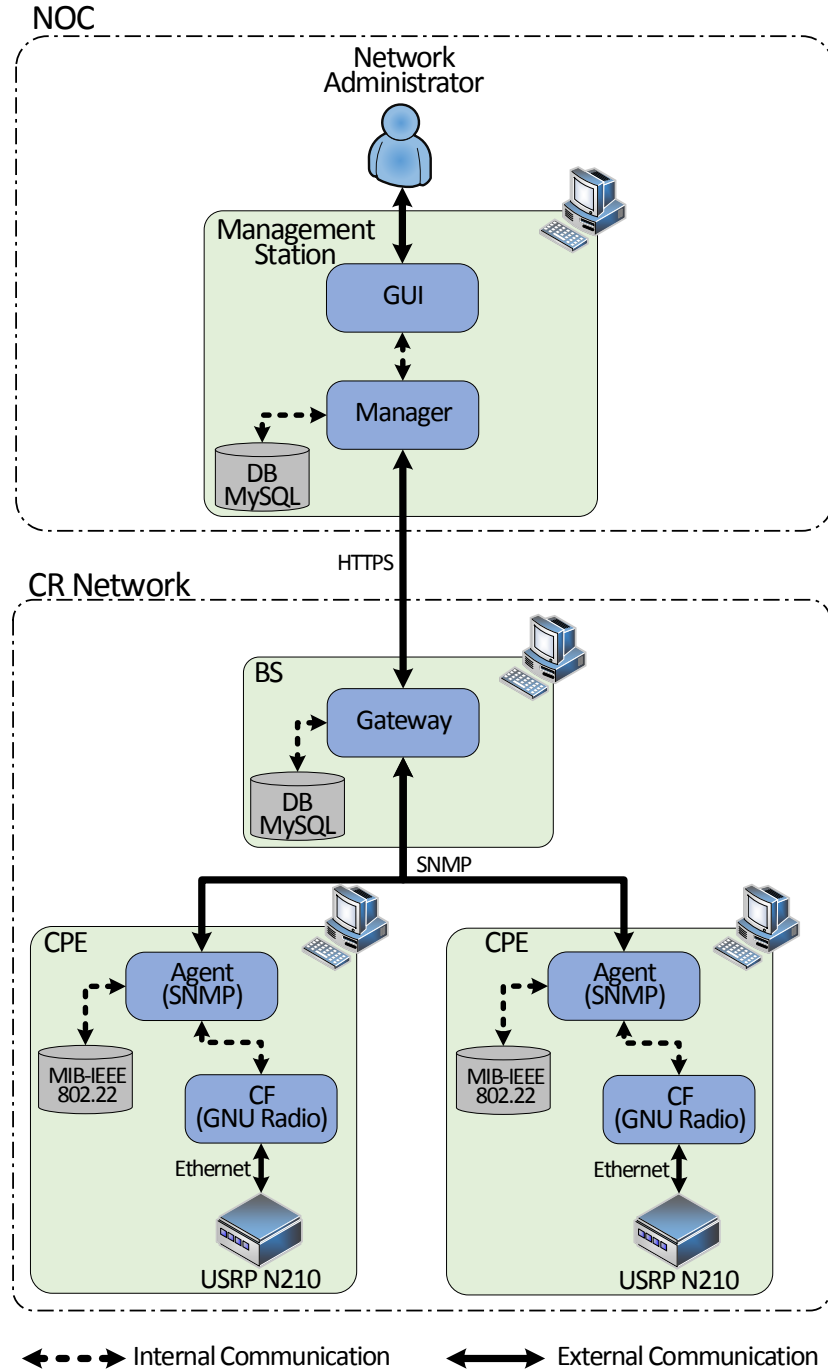 NOC
Network
Administrator
Management
Station
GUI
Manager
DB
MySQL
HTTPS
CR Network
BS
Gateway
DB
MySQL
SNMP
CPE
Agent
(SNMP)
MIB-IEEE
802.22
CF
(GNU Radio)
Ethernet
USRP N210
CPE
Agent
(SNMP)
MIB-IEEE
802.22
CF
(GNU Radio)
Ethernet
USRP N210
Internal Communication
External Communication